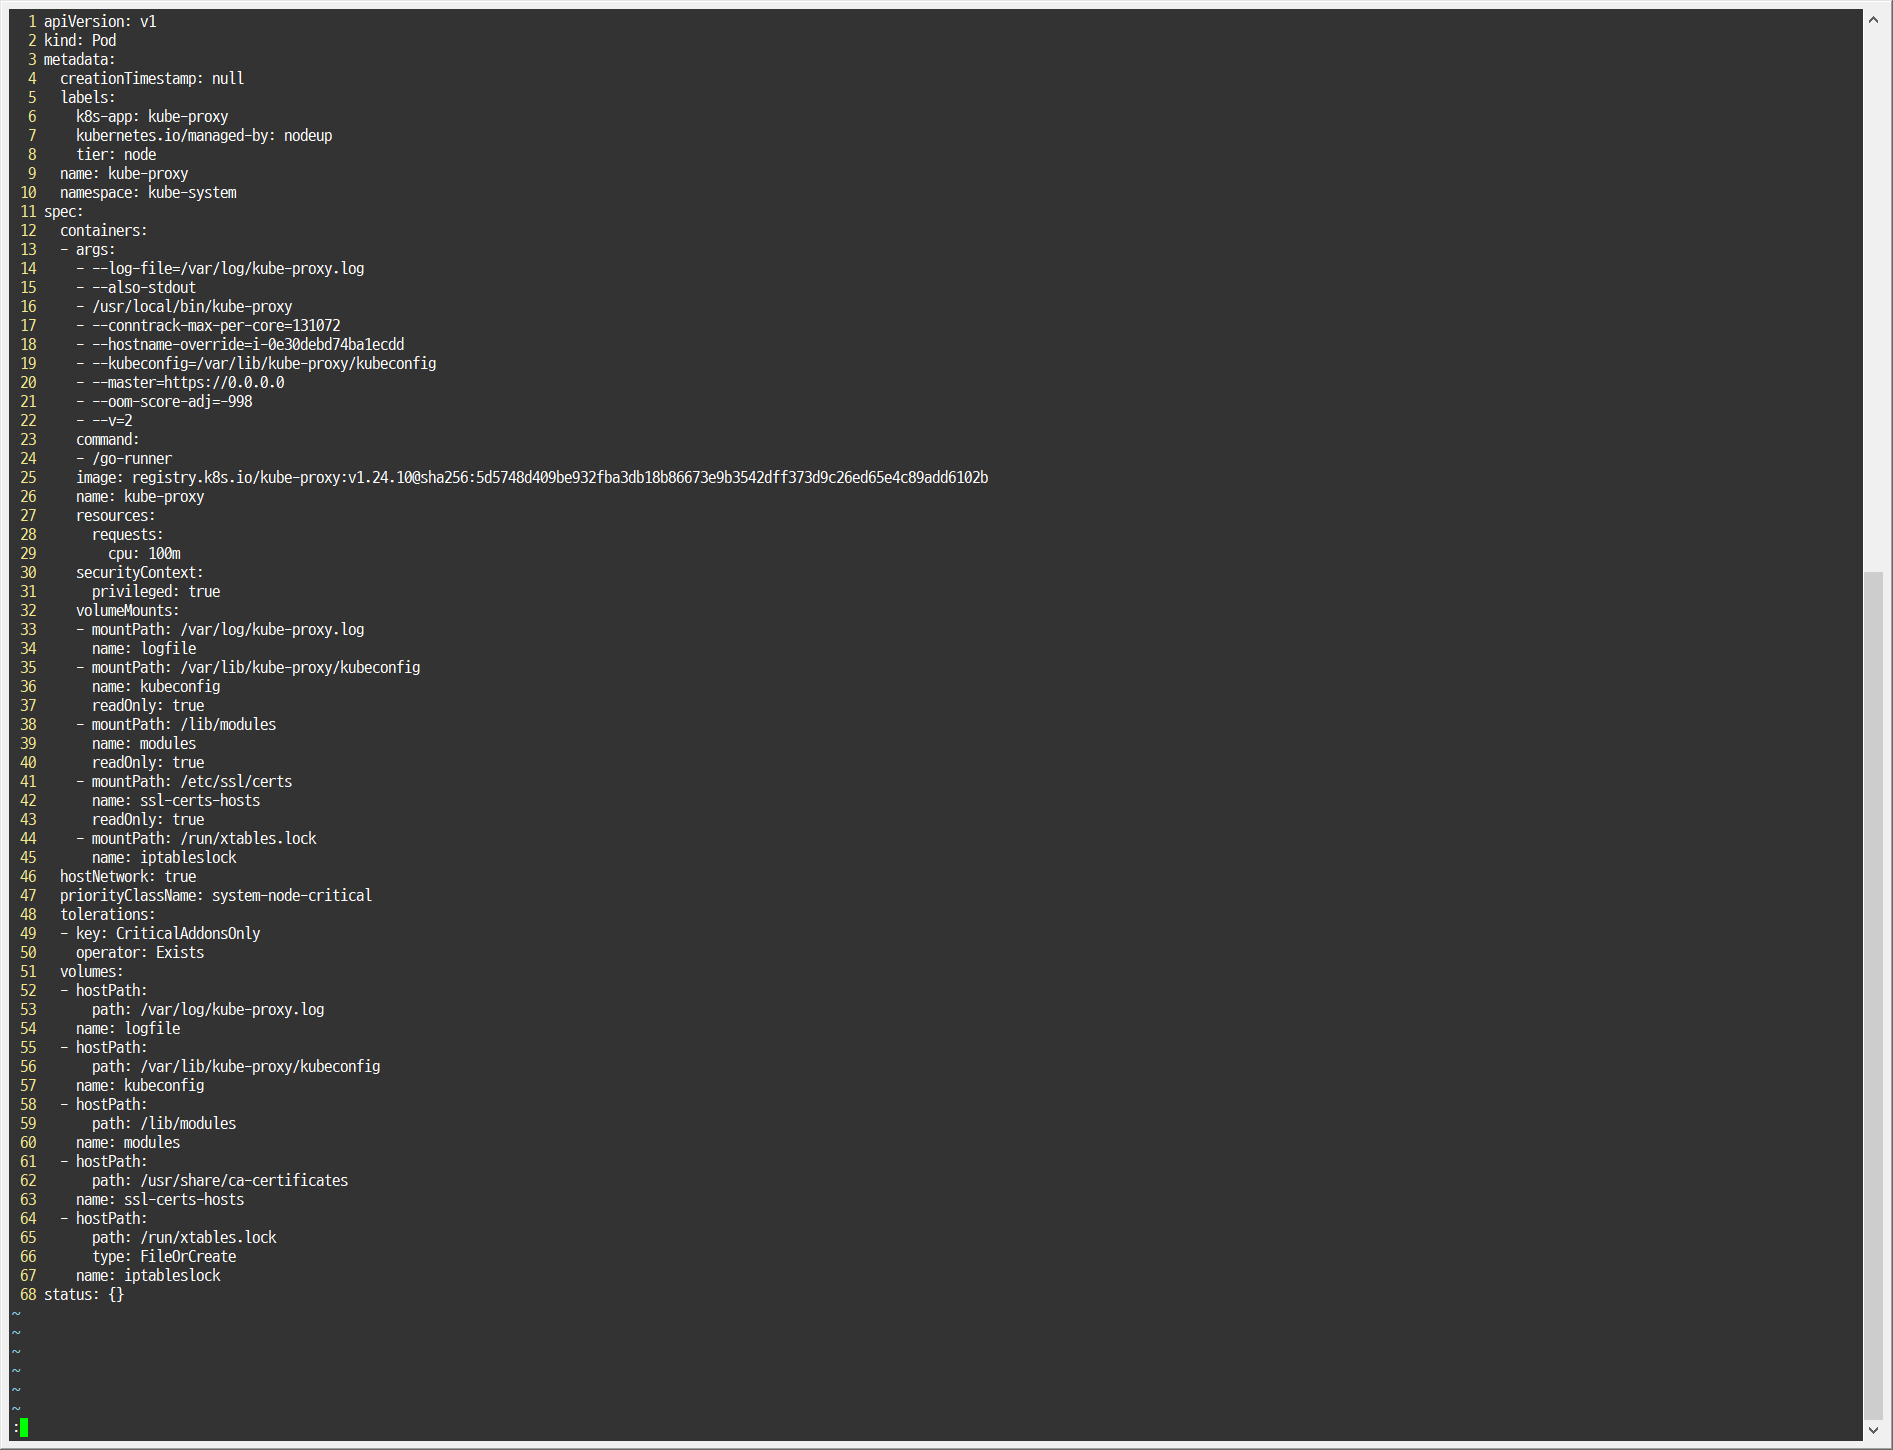 1 apiVersion: v1
2 kind: Pod
3 metadata:
4   creationTimestamp: null
5   labels:
6     k8s-app: kube-proxy
7     kubernetes.io/managed-by: nodeup
8     tier: node
9   name: kube-proxy
10   namespace: kube-system
11 spec:
12   containers:
13   - args:
14     - --log-file=/var/log/kube-proxy.log
15     - --also-stdout
16     - /usr/local/bin/kube-proxy
17     - --conntrack-max-per-core=131072
18     - --hostname-override=i-0e30debd74ba1ecdd
19     - --kubeconfig=/var/lib/kube-proxy/kubeconfig
20     - --master=https://0.0.0.0
21     - --oom-score-adj=-998
22     - --v=2
23     command:
24     - /go-runner
25     image: registry.k8s.io/kube-proxy:v1.24.10@sha256:5d5748d409be932fba3db18b86673e9b3542dff373d9c26ed65e4c89add6102b
26     name: kube-proxy
27     resources:
28       requests:
29         cpu: 100m
30     securityContext:
31       privileged: true
32     volumeMounts:
33     - mountPath: /var/log/kube-proxy.log
34       name: logfile
35     - mountPath: /var/lib/kube-proxy/kubeconfig
36       name: kubeconfig
37       readOnly: true
38     - mountPath: /lib/modules
39       name: modules
40       readOnly: true
41     - mountPath: /etc/ssl/certs
42       name: ssl-certs-hosts
43       readOnly: true
44     - mountPath: /run/xtables.lock
45       name: iptableslock
46   hostNetwork: true
47   priorityClassName: system-node-critical
48   tolerations:
49   - key: CriticalAddonsOnly
50     operator: Exists
51   volumes:
52   - hostPath:
53       path: /var/log/kube-proxy.log
54     name: logfile
55   - hostPath:
56       path: /var/lib/kube-proxy/kubeconfig
57     name: kubeconfig
58   - hostPath:
59       path: /lib/modules
60     name: modules
61   - hostPath:
62       path: /usr/share/ca-certificates
63     name: ssl-certs-hosts
64   - hostPath:
65       path: /run/xtables.lock
66       type: FileOrCreate
67     name: iptableslock
68 status: {}
~
~
~
~
~
~
: